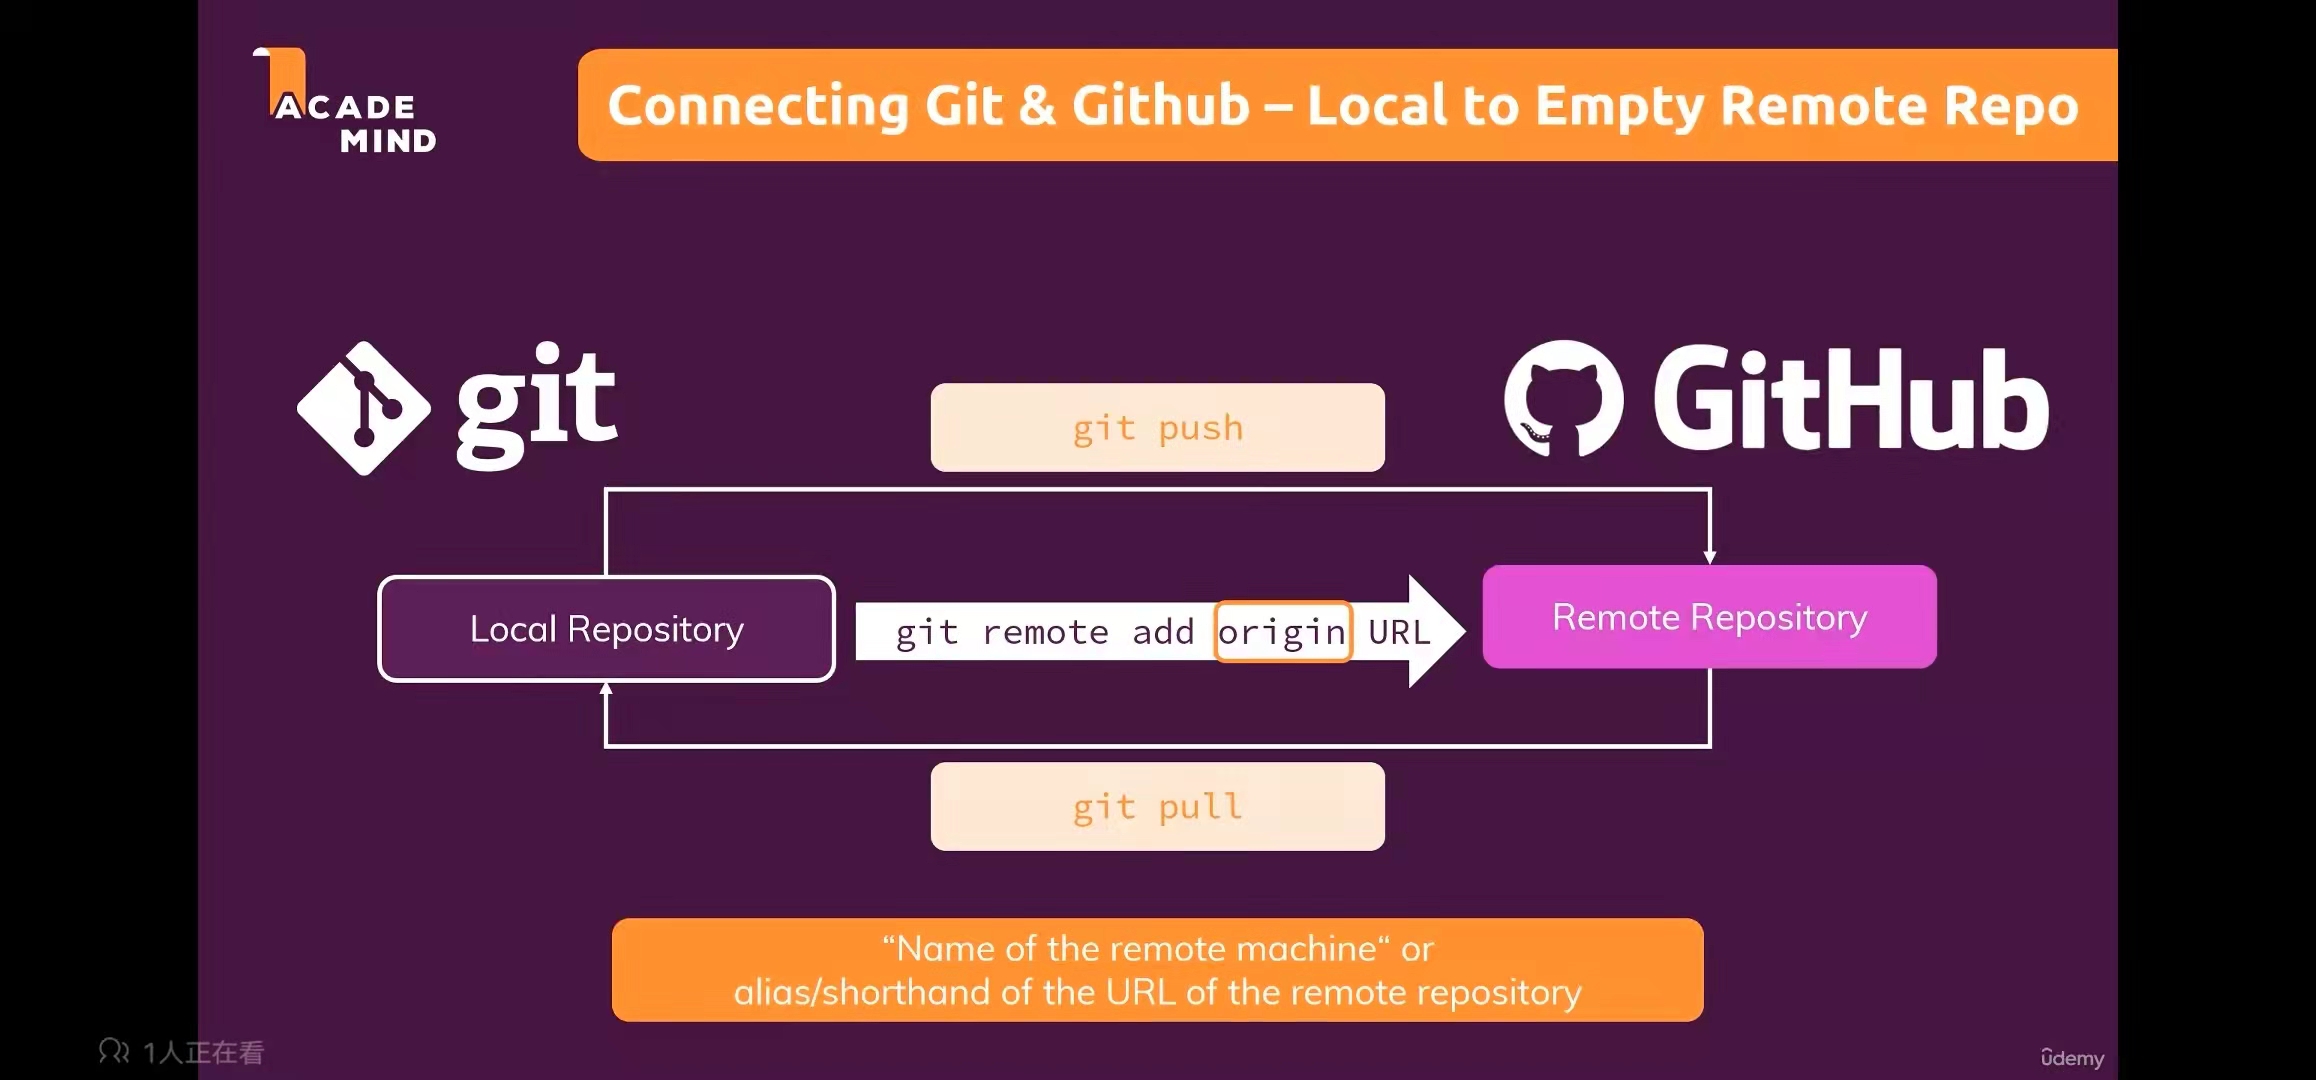 ACADE
MIND
Connecting Git & Github – Local to Empty Remote Repo
git
GitHub
git push
Local Repository
git remote add origin URL
Remote Repository
git pull
“Name of the remote machine“ or
alias/shorthand of the URL of the remote repository
1人正在看
ûdemy